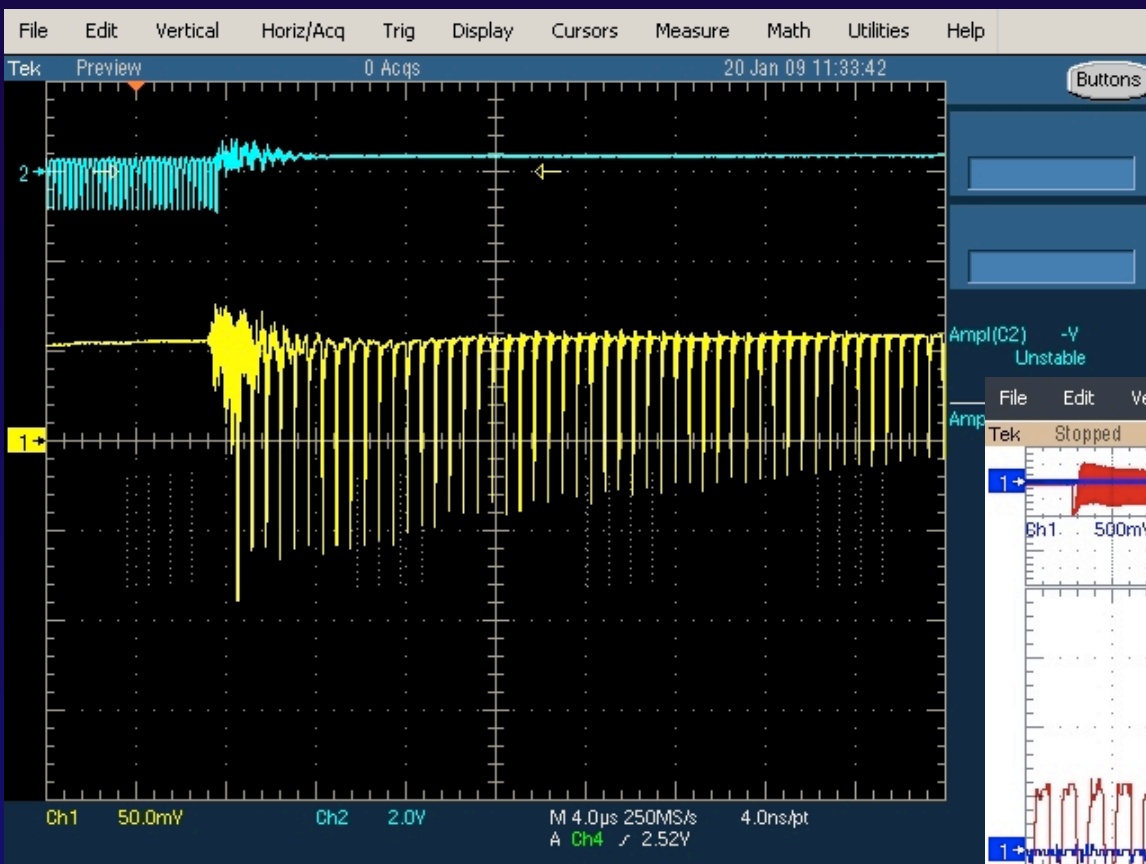 File Edit Vertical Horiz/Acq Trig Display Cursors Measure Math Utilities Help
Tek Preview 0 Acqs 20 Jan 09 11:33:42
Buttons
2
Ampl(C2) -V
Unstable
File Edit Ve
Amp
Tek Stopped
1
1
Ch1 500mV
Ch1 50.0mV Ch2 2.0V M 4.0µs 250MS/s 4.0ns/pt
A Ch4 2.52V
1